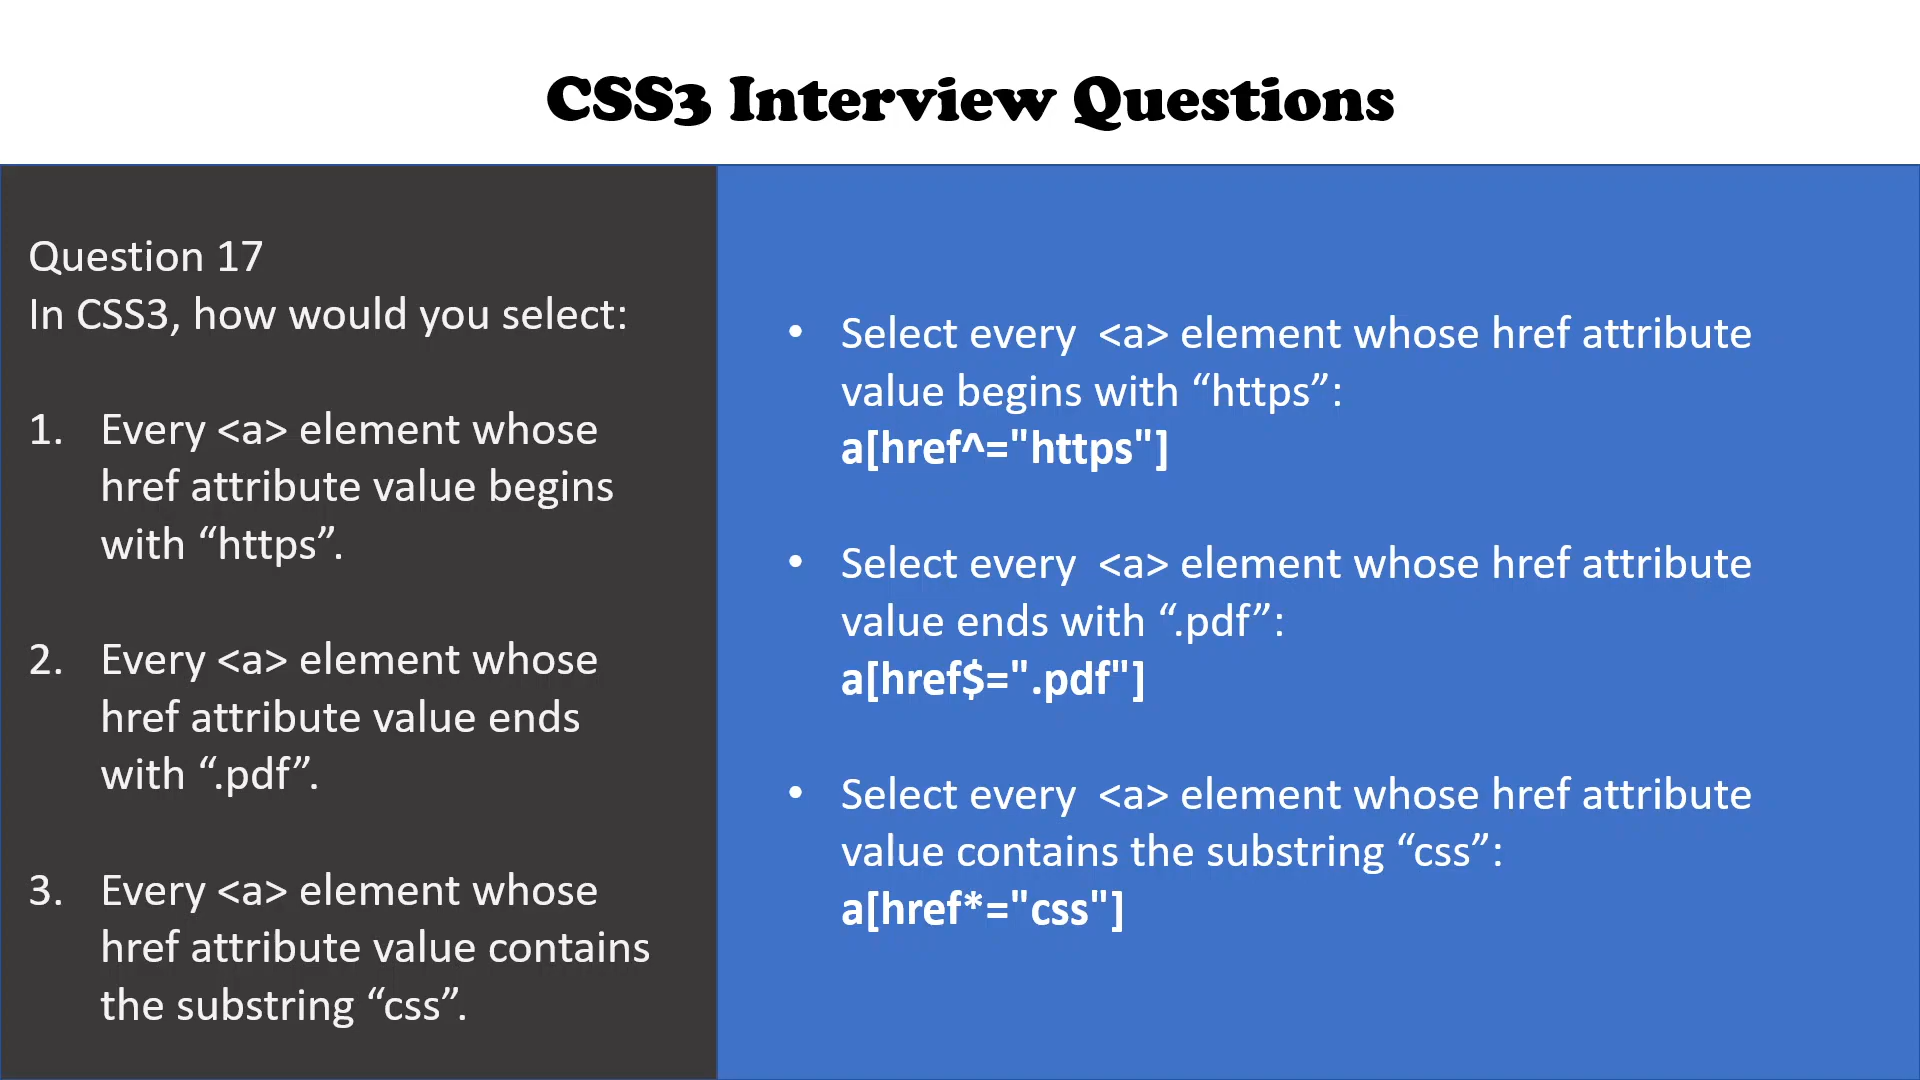 CSS3 Interview Questions
Question 17
In CSS3, how would you select:
1. Every <a> element whose
href attribute value begins
with “https”.
2. Every <a> element whose
href attribute value ends
with “.pdf”.
3. Every <a> element whose
href attribute value contains
the substring “css”.
• Select every  <a> element whose href attribute
value begins with “https”:
a[href^="https"]
• Select every  <a> element whose href attribute
value ends with “.pdf”:
a[href$=".pdf"]
• Select every  <a> element whose href attribute
value contains the substring “css”:
a[href*="css"]